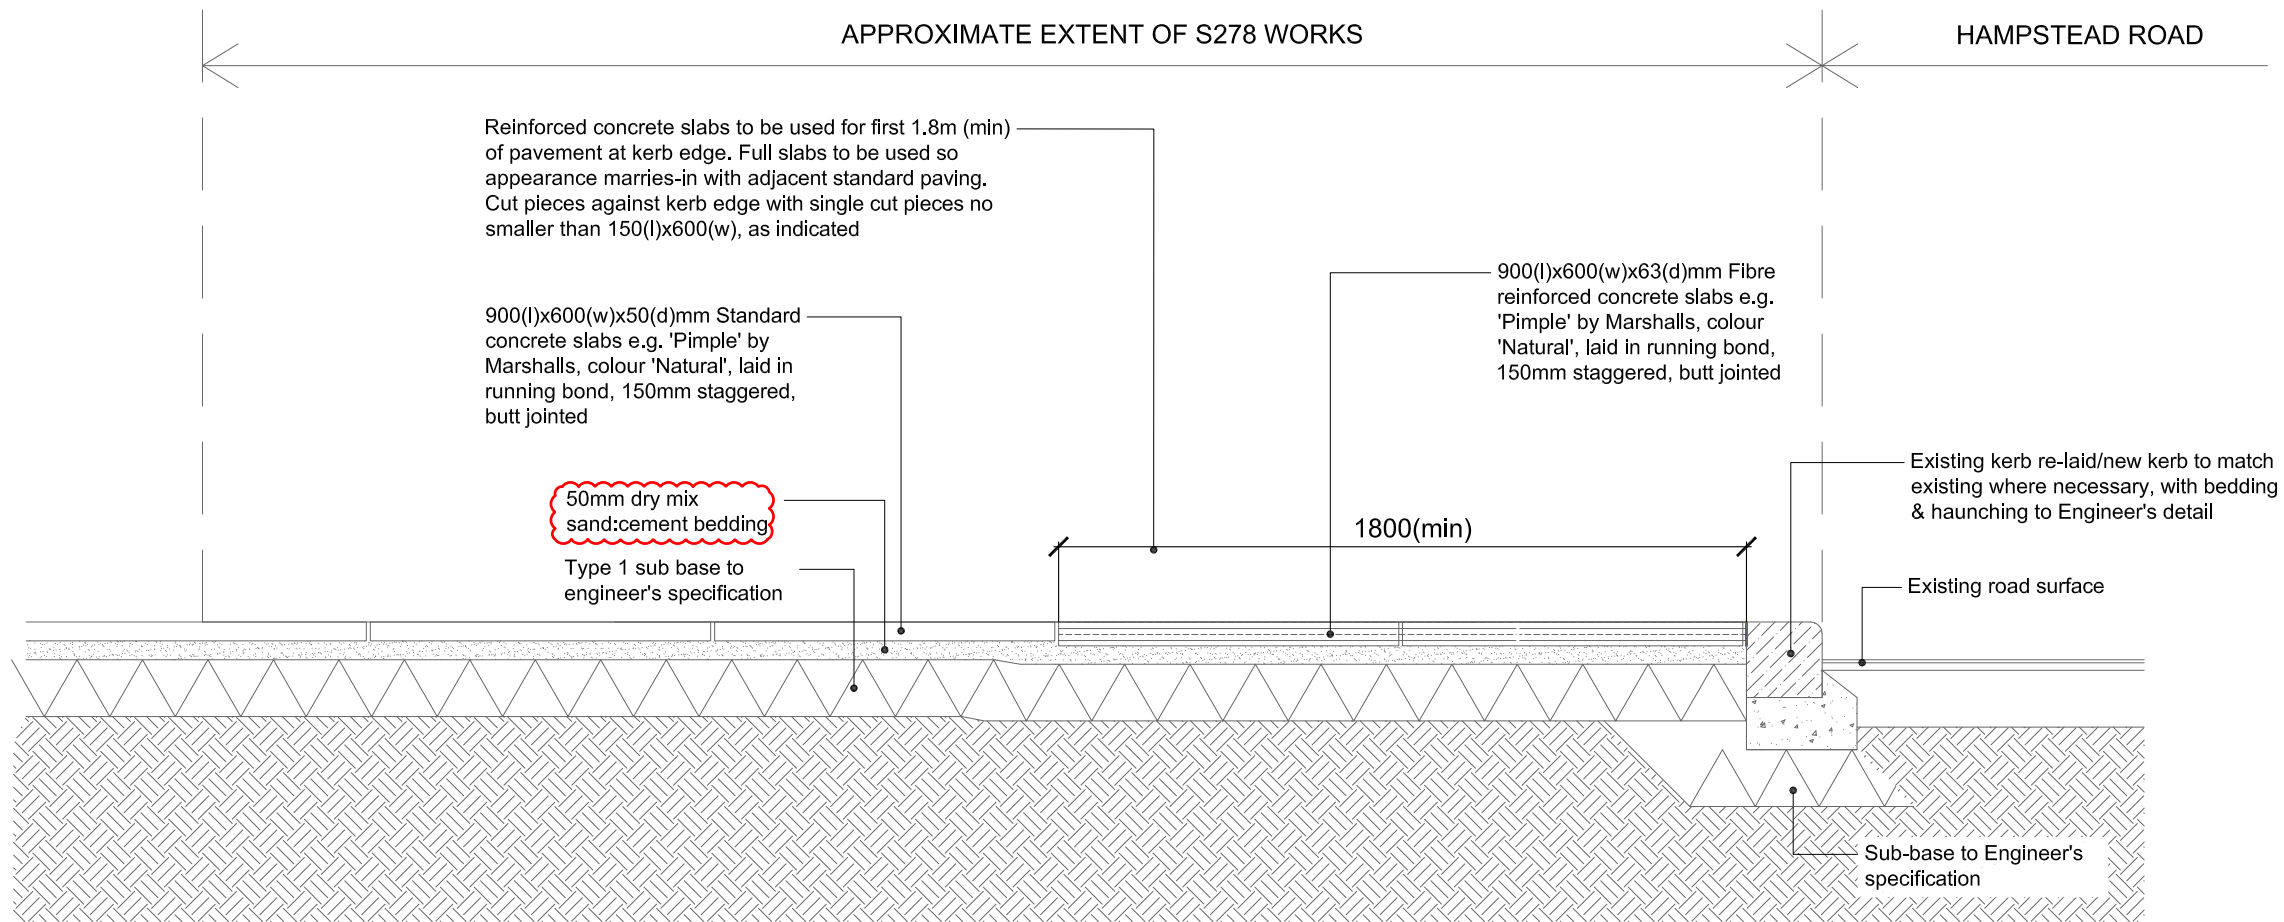 APPROXIMATE EXTENT OF S278 WORKS
HAMPSTEAD ROAD
Reinforced concrete slabs to be used for first 1.8m (min)
of pavement at kerb edge. Full slabs to be used so
appearance marries-in with adjacent standard paving.
Cut pieces against kerb edge with single cut pieces no
smaller than 150(l)x600(w), as indicated
900(l)x600(w)x63(d)mm Fibre
reinforced concrete slabs e.g.
'Pimple' by Marshalls, colour
'Natural', laid in running bond,
150mm staggered, butt jointed
900(l)x600(w)x50(d)mm Standard
concrete slabs e.g. 'Pimple' by
Marshalls, colour 'Natural', laid in
running bond, 150mm staggered,
butt jointed
Existing kerb re-laid/new kerb to match
existing where necessary, with bedding
& haunching to Engineer's detail
50mm dry mix
sand:cement bedding
1800(min)
Type 1 sub base to
engineer's specification
Existing road surface
Sub-base to Engineer's
specification